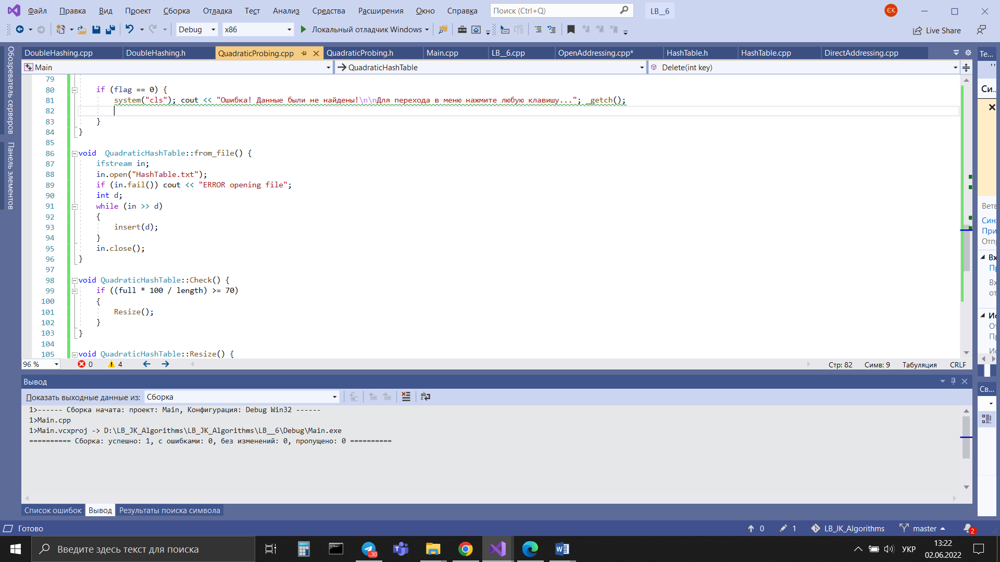 Файл Правка Вид Проект Сборка Отладка Тест Анализ Средства Расширения Окно Справка Поиск (Ctrl+Q) LB__6 ЄК
Debug x86 Локальный отладчик Windows Live Share
DoubleHashing.cpp DoubleHashing.h QuadraticProbing.cpp QuadraticProbing.h Main.cpp LB__6.cpp OpenAddressing.cpp* HashTable.h HashTable.cpp DirectAddressing.cpp Те...
Обозреватель серверов
Панель элементов
Main QuadraticHashTable Delete(int key)
79
80 if (flag == 0) {
81 system("cls"); cout << "Ошибка! Данные были не найдены!\n\nДля перехода в меню нажмите любую клавишу..."; _getch();
82
83 }
84 }
85
86 void  QuadraticHashTable::from_file() {
87 ifstream in;
88 in.open("HashTable.txt");
89 if (in.fail()) cout << "ERROR opening file";
90 int d;
91 while (in >> d)
92 {
93 insert(d);
94 }
95 in.close();
96 }
97
98 void QuadraticHashTable::Check() {
99 if ((full * 100 / length) >= 70)
100 {
101 Resize();
102 }
103 }
104
105 void QuadraticHashTable::Resize() {
Си...
Ветв
Син
При
Отп
Вх
от
96 % 0 4 Стр: 82 Симв: 9 Табуляция CRLF
Вывод
Св...
Показать выходные данные из: Сборка
1>------ Сборка начата: проект: Main, Конфигурация: Debug Win32 ------
1>Main.cpp
1>Main.vcxproj -> D:\LB_JK_Algorithms\LB_JK_Algorithms\LB__6\Debug\Main.exe
========== Сборка: успешно: 1, с ошибками: 0, без изменений: 0, пропущено: 0 ==========
Список ошибок Вывод Результаты поиска символа
Готово 0 1 LB_JK_Algorithms master 2
Введите здесь текст для поиска ..30 УКР 13:22
02.06.2022